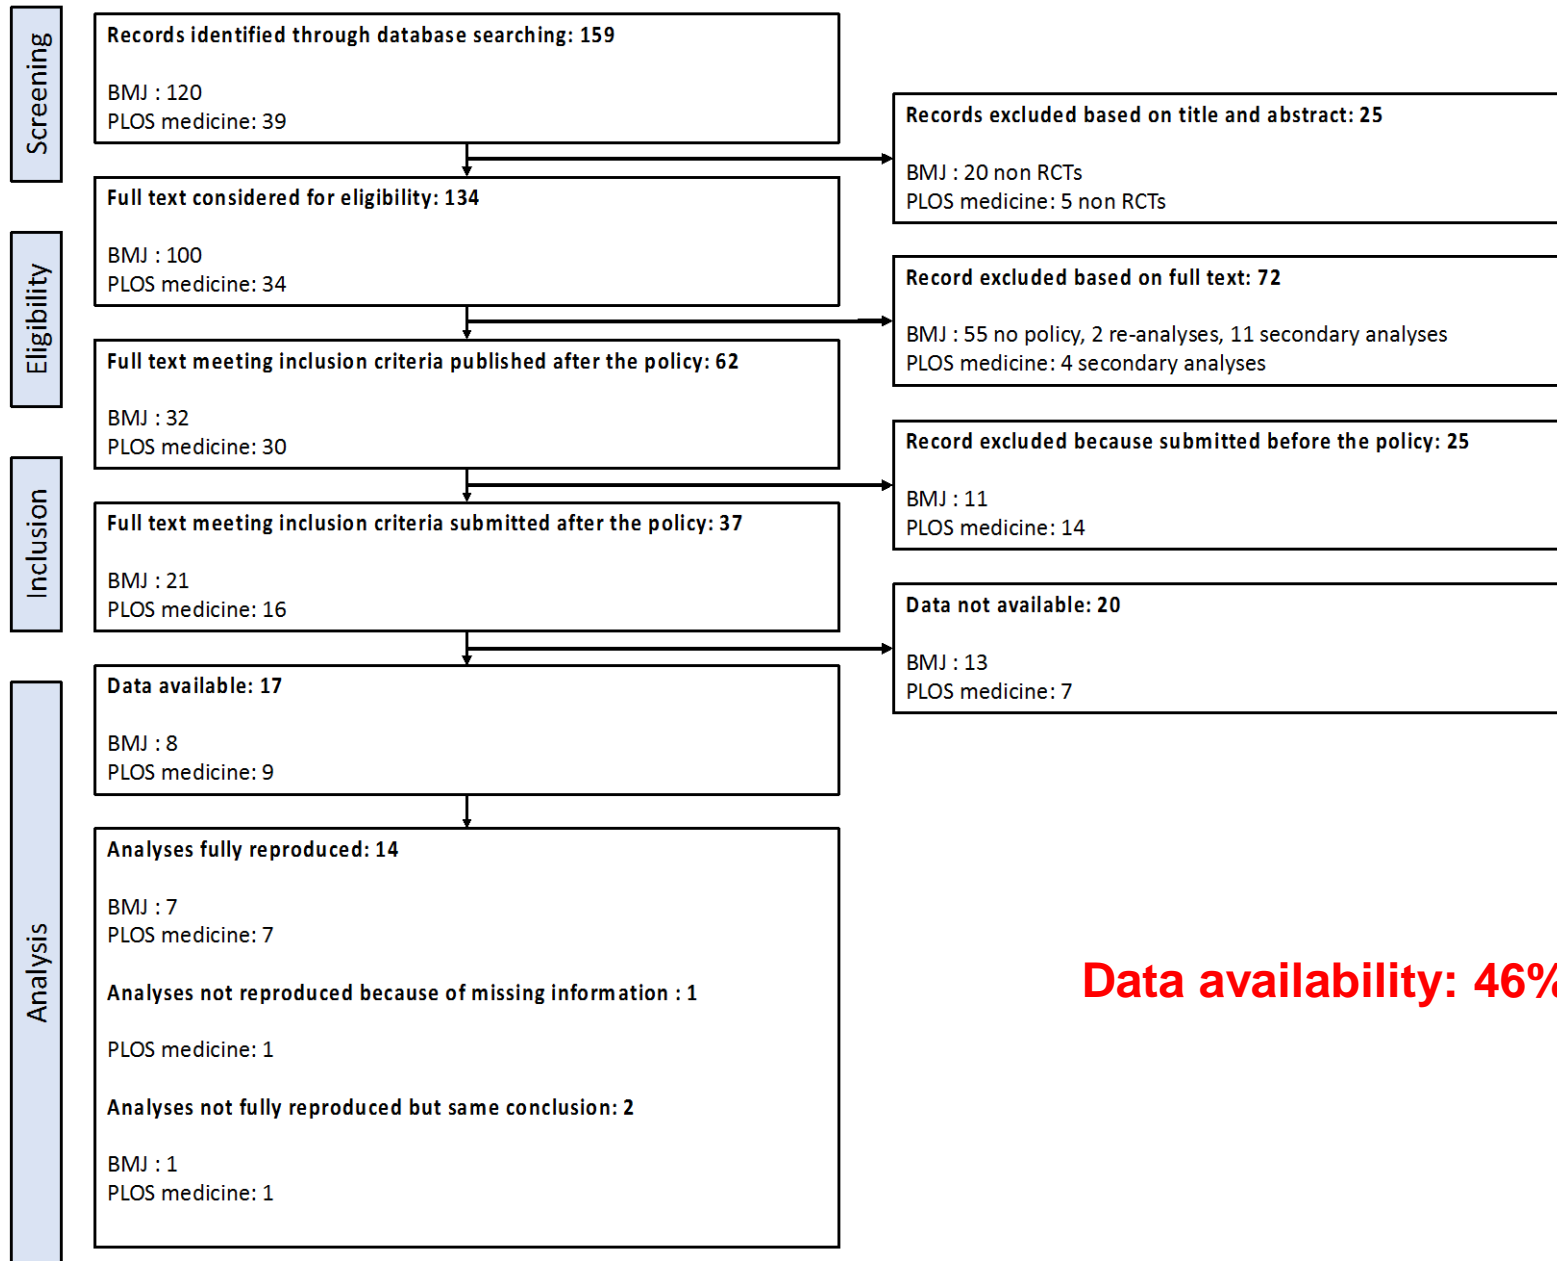 Screening
Records identified through database searching: 159
BMJ : 120
PLOS medicine: 39
Records excluded based on title and abstract: 25
BMJ : 20 non RCTs
PLOS medicine: 5 non RCTs
Full text considered for eligibility: 134
BMJ : 100
PLOS medicine: 34
Eligibility
Record excluded based on full text: 72
BMJ : 55 no policy, 2 re-analyses, 11 secondary analyses
PLOS medicine: 4 secondary analyses
Full text meeting inclusion criteria published after the policy: 62
BMJ : 32
PLOS medicine: 30
Record excluded because submitted before the policy: 25
BMJ : 11
PLOS medicine: 14
Inclusion
Full text meeting inclusion criteria submitted after the policy: 37
BMJ : 21
PLOS medicine: 16
Data not available: 20
BMJ : 13
PLOS medicine: 7
Analysis
Data available: 17
BMJ : 8
PLOS medicine: 9
Analyses fully reproduced: 14
BMJ : 7
PLOS medicine: 7
Analyses not reproduced because of missing information : 1
PLOS medicine: 1
Analyses not fully reproduced but same conclusion: 2
BMJ : 1
PLOS medicine: 1
Data availability: 46%